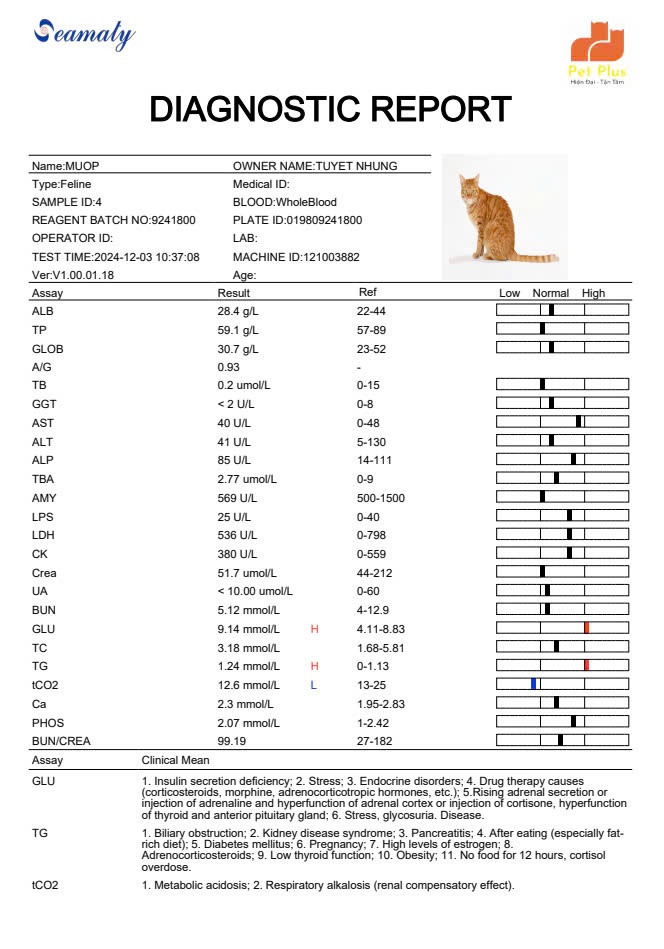 Seamaty
Pet Plus
Hiện Đại - Tận Tâm
DIAGNOSTIC REPORT
Name:MUOP OWNER NAME:TUYET NHUNG
Type:Feline Medical ID:
SAMPLE ID:4 BLOOD:WholeBlood
REAGENT BATCH NO:9241800 PLATE ID:019809241800
OPERATOR ID: LAB:
TEST TIME:2024-12-03 10:37:08 MACHINE ID:121003882
Ver:V1.00.01.18 Age:
Assay Result Ref Low Normal High
ALB 28.4 g/L 22-44
TP 59.1 g/L 57-89
GLOB 30.7 g/L 23-52
A/G 0.93 -
TB 0.2 umol/L 0-15
GGT < 2 U/L 0-8
AST 40 U/L 0-48
ALT 41 U/L 5-130
ALP 85 U/L 14-111
TBA 2.77 umol/L 0-9
AMY 569 U/L 500-1500
LPS 25 U/L 0-40
LDH 536 U/L 0-798
CK 380 U/L 0-559
Crea 51.7 umol/L 44-212
UA < 10.00 umol/L 0-60
BUN 5.12 mmol/L 4-12.9
GLU 9.14 mmol/L H 4.11-8.83
TC 3.18 mmol/L 1.68-5.81
TG 1.24 mmol/L H 0-1.13
tCO2 12.6 mmol/L L 13-25
Ca 2.3 mmol/L 1.95-2.83
PHOS 2.07 mmol/L 1-2.42
BUN/CREA 99.19 27-182
Assay Clinical Mean
GLU 1. Insulin secretion deficiency; 2. Stress; 3. Endocrine disorders; 4. Drug therapy causes
(corticosteroids, morphine, adrenocorticotropic hormones, etc.); 5.Rising adrenal secretion or
injection of adrenaline and hyperfunction of adrenal cortex or injection of cortisone, hyperfunction
of thyroid and anterior pituitary gland; 6. Stress, glycosuria. Disease.
TG 1. Biliary obstruction; 2. Kidney disease syndrome; 3. Pancreatitis; 4. After eating (especially fat-
rich diet); 5. Diabetes mellitus; 6. Pregnancy; 7. High levels of estrogen; 8.
Adrenocorticosteroids; 9. Low thyroid function; 10. Obesity; 11. No food for 12 hours, cortisol
overdose.
tCO2 1. Metabolic acidosis; 2. Respiratory alkalosis (renal compensatory effect).